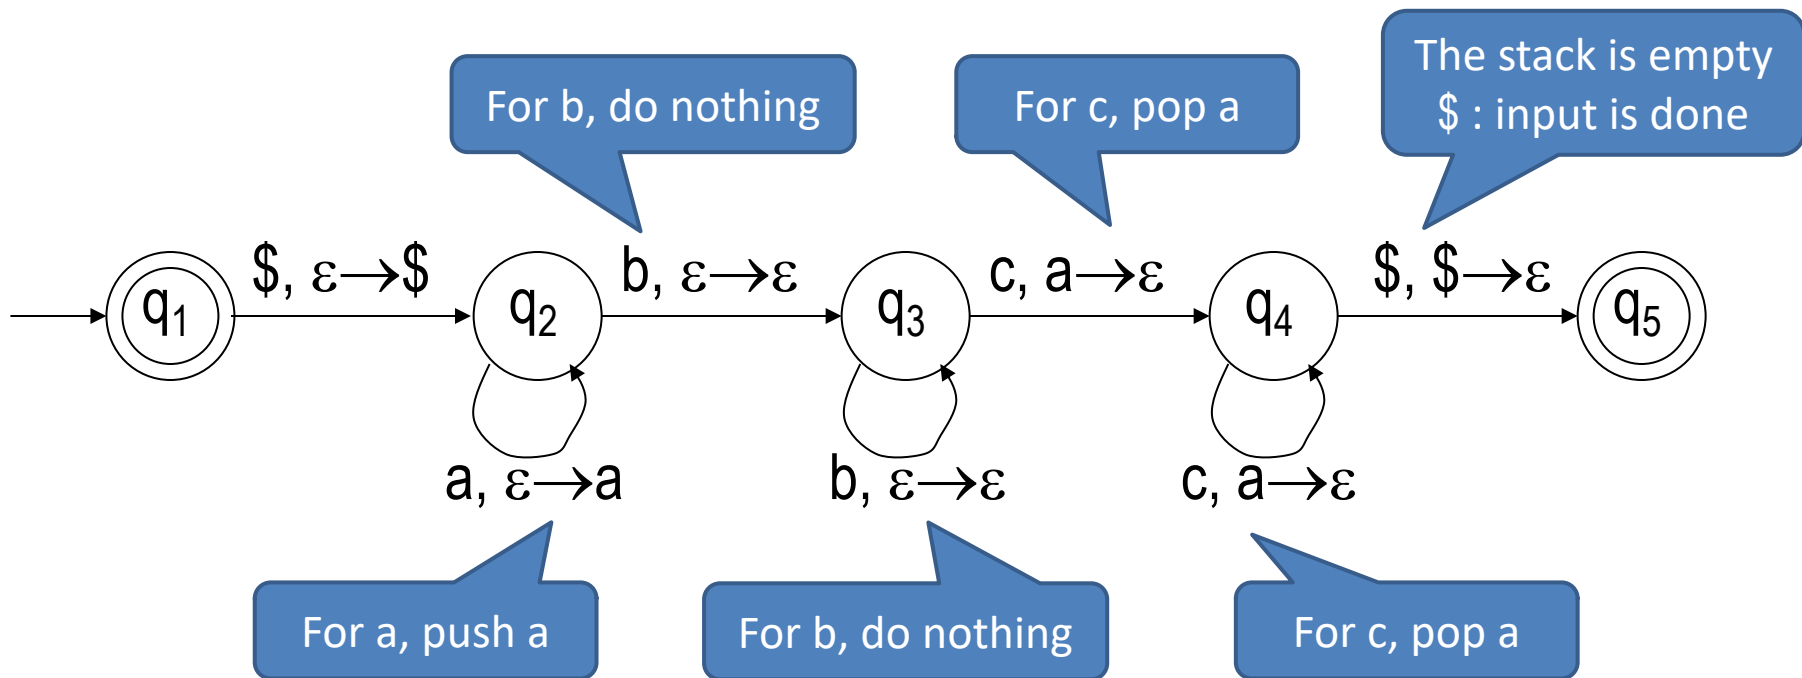 For b, do nothing
For c, pop a
The stack is empty
$ : input is done
$, ε→$
b, ε→ε
c, a→ε
$, $→ε
q₁
q₂
q₃
q₄
q₅
a, ε→a
b, ε→ε
c, a→ε
For a, push a
For b, do nothing
For c, pop a